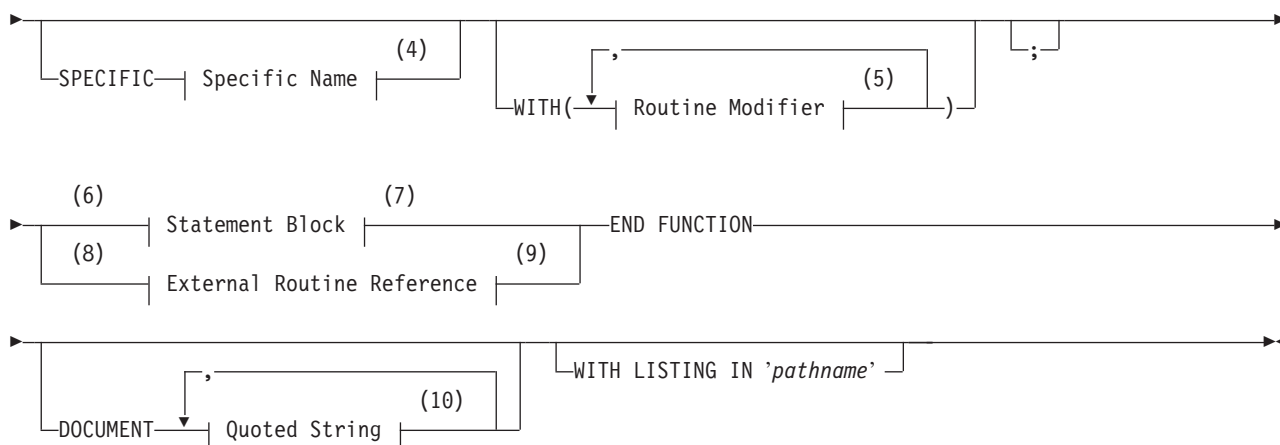 ,
(4)
(5)
;
SPECIFIC Specific Name
WITH( Routine Modifier )
(6) (7)
Statement Block END FUNCTION
(8) (9)
External Routine Reference
,
WITH LISTING IN 'pathname'
(10)
DOCUMENT Quoted String